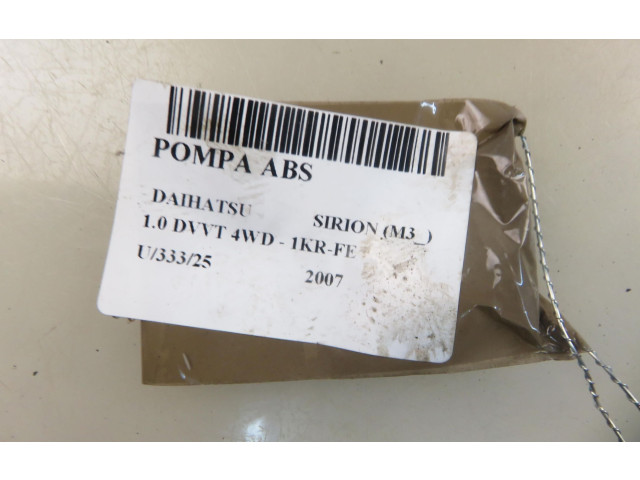 POMPA ABS
DAIHATSU SIRION (M3_)
1.0 DVVT 4WD - 1KR-FE
U/333/25 2007